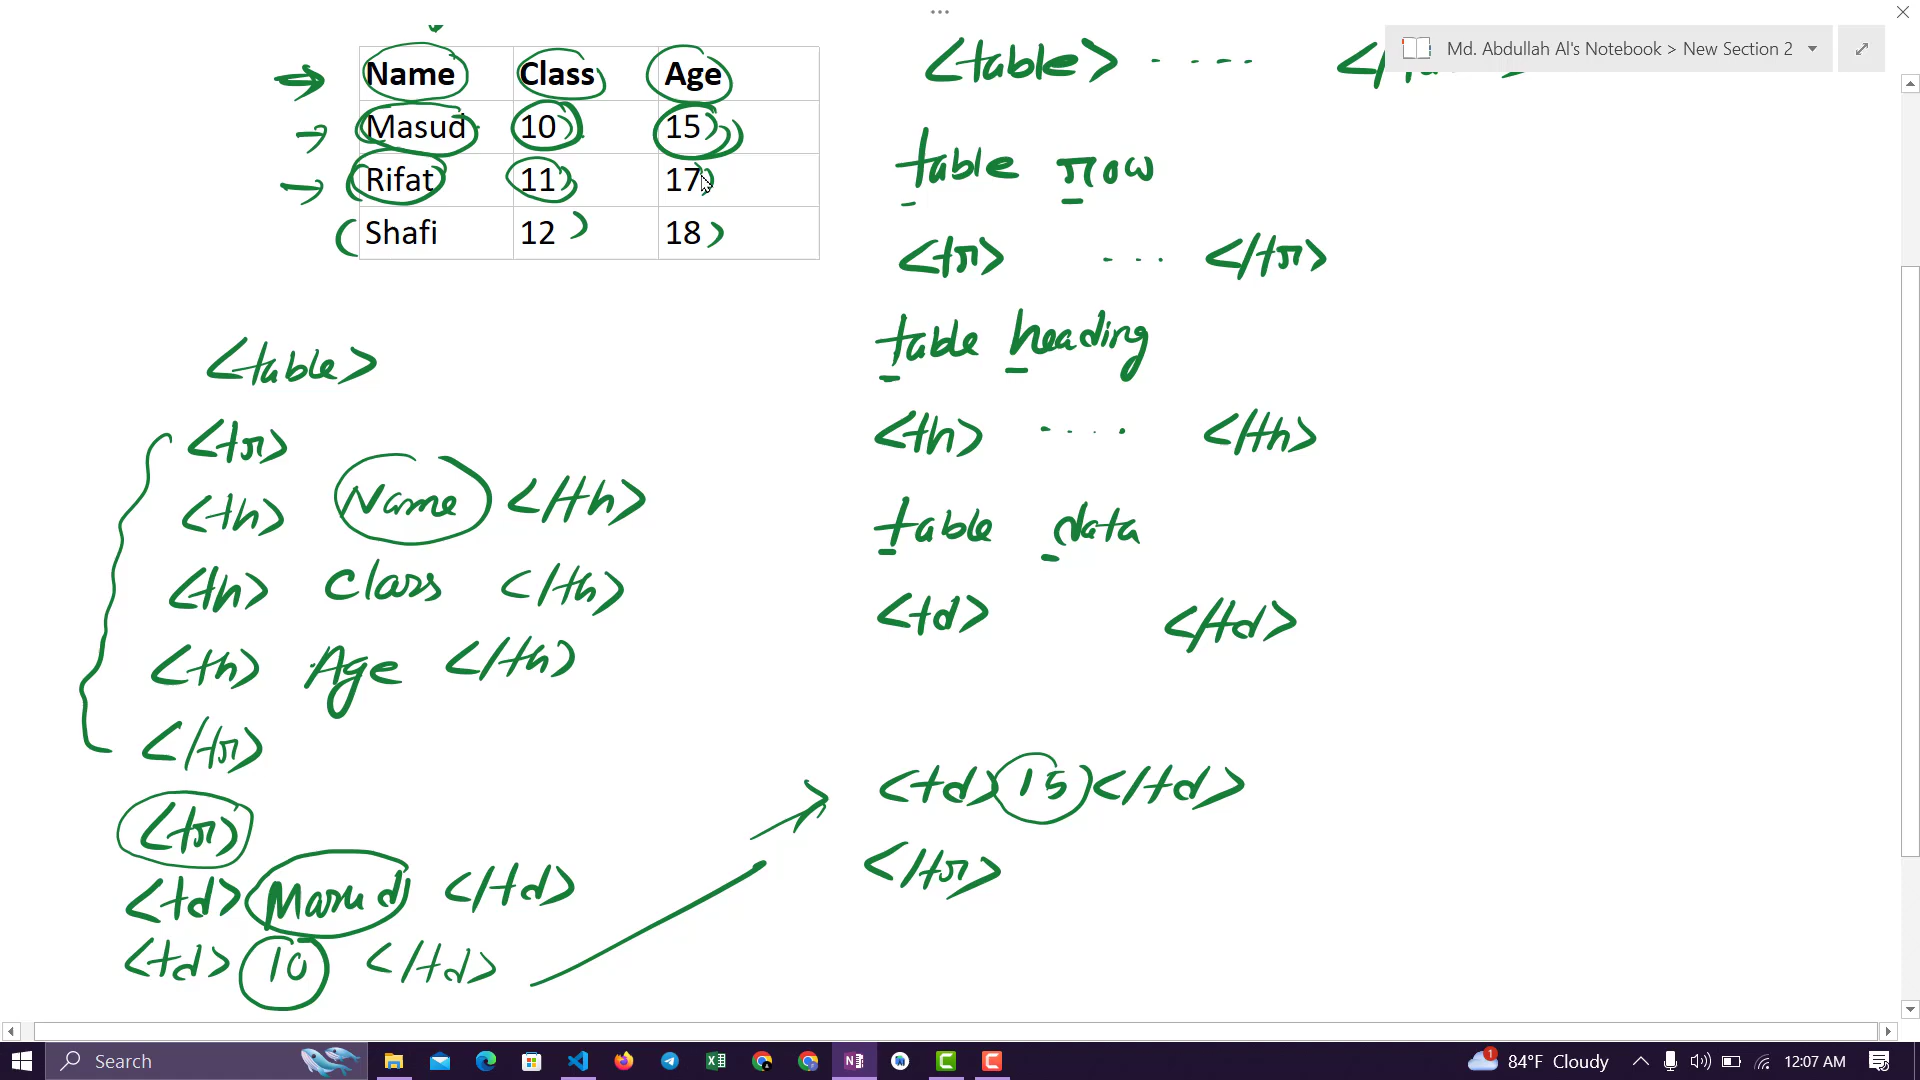 Md. Abdullah Al's Notebook > New Section 2
Name Class Age
Masud 10 15
Rifat 11 17
Shafi 12 18
<table>
<tr>
<th> Name </th>
<th> Class </th>
<th> Age </th>
</tr>
<tr>
<td> Masud </td>
<td> 10 </td>
<table> .....
table row
<tr> ... </tr>
table heading
<th> .... </th>
table data
<td> </td>
<td> 15 </td>
</tr>
Search
84°F Cloudy
12:07 AM